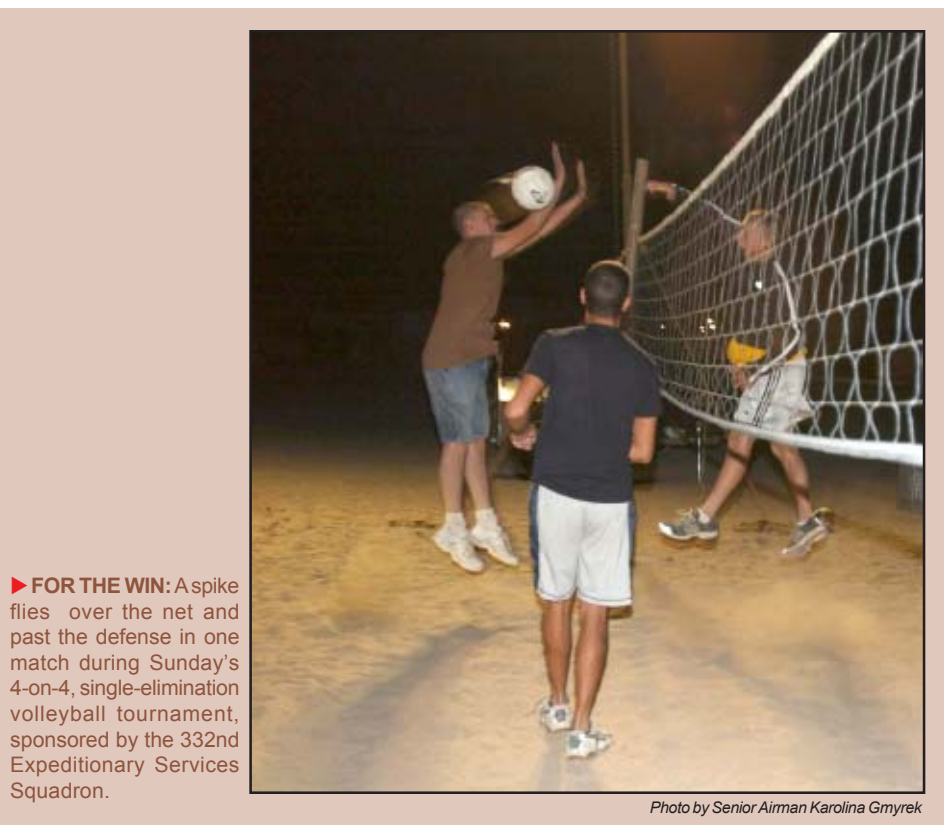 ▶ FOR THE WIN: A spike
flies over the net and
past the defense in one
match during Sunday's
4-on-4, single-elimination
volleyball tournament,
sponsored by the 332nd
Expeditionary Services
Squadron.
Photo by Senior Airman Karolina Gmyrek